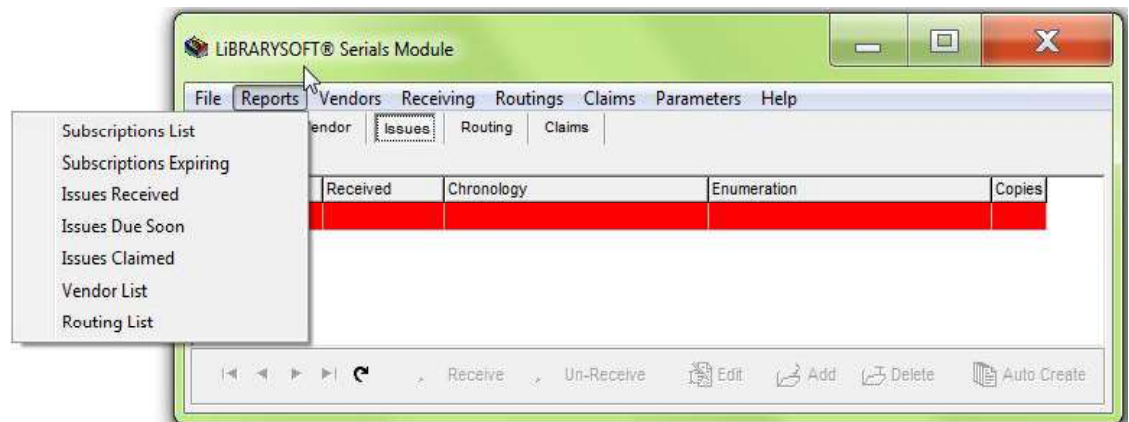 LiBRARYSOFT® Serials Module
File Reports Vendors Receiving Routings Claims Parameters Help
endor Issues Routing Claims
Subscriptions List
Subscriptions Expiring
Issues Received
Issues Due Soon
Issues Claimed
Vendor List
Routing List
Received Chronology Enumeration Copies
Receive Un-Receive Edit Add Delete Auto Create